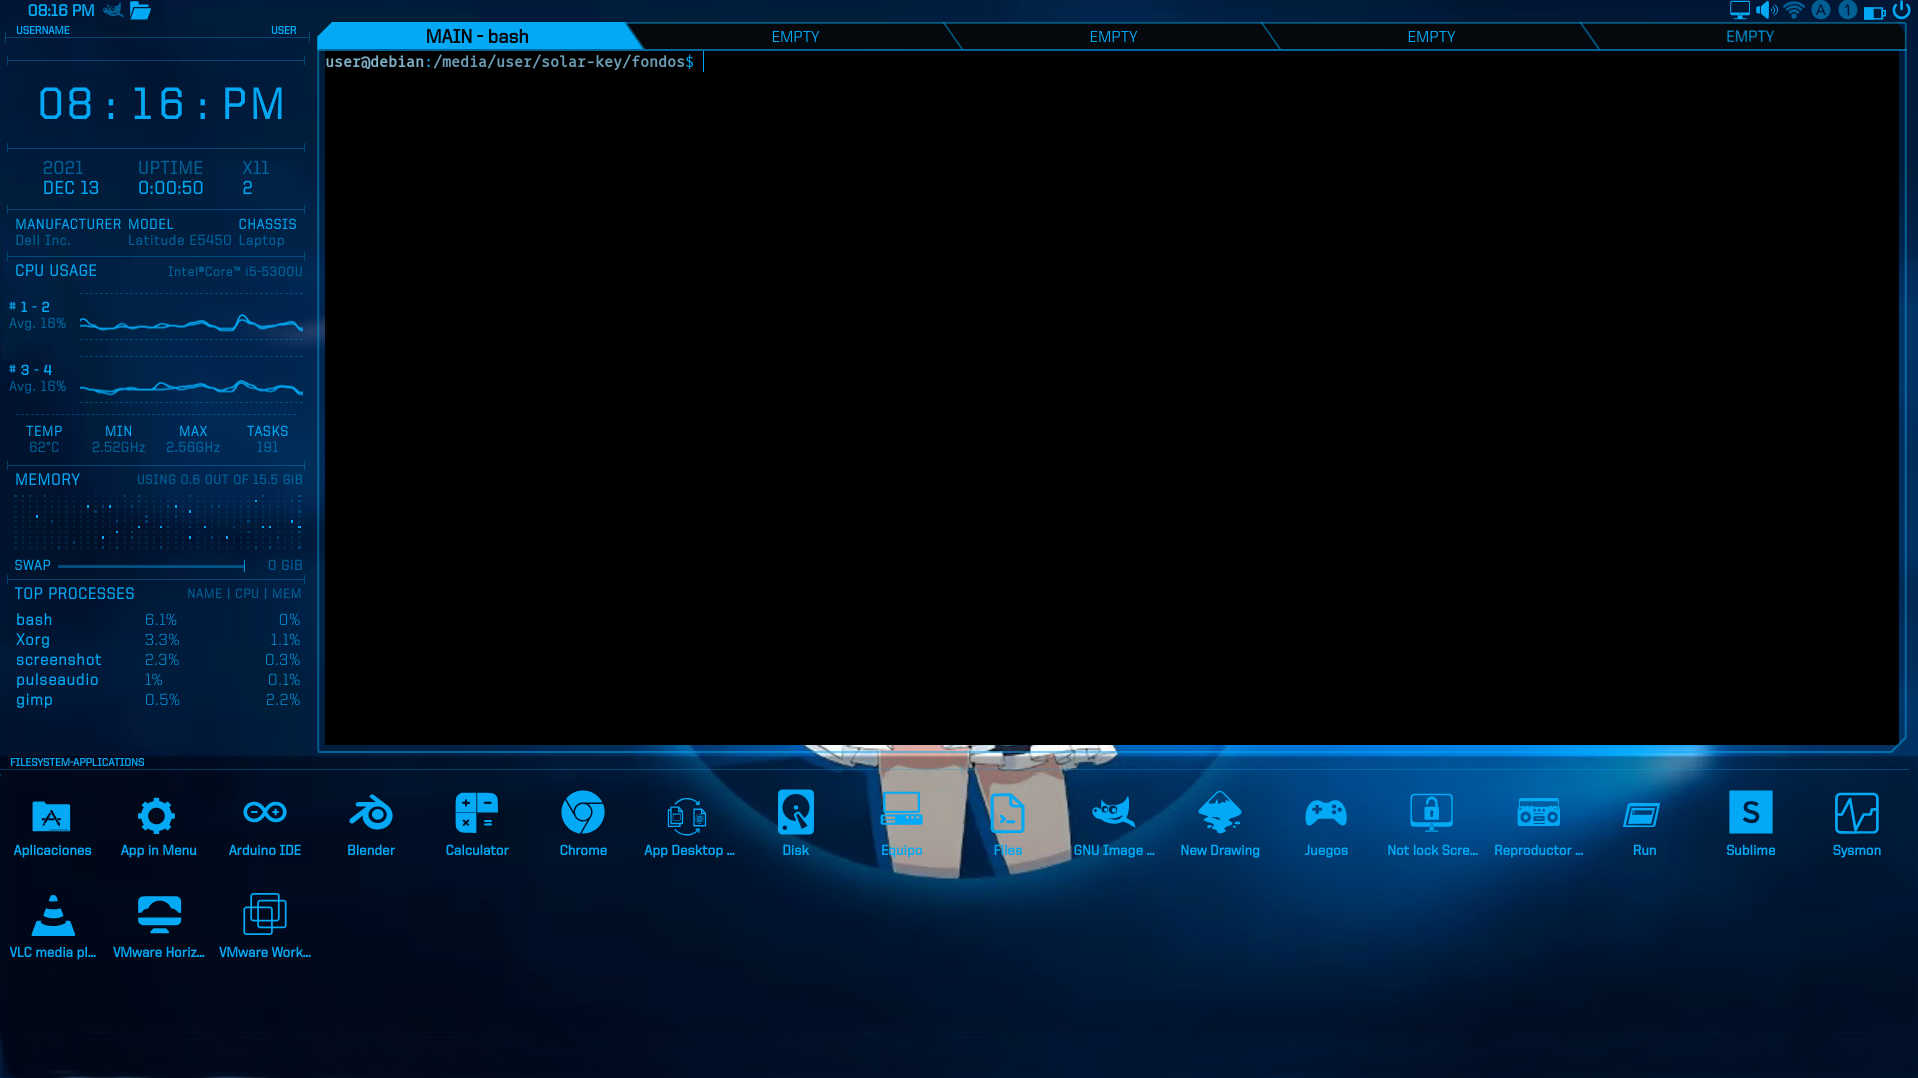 08:16 PM
A 1
USERNAME USER
MAIN - bash EMPTY EMPTY EMPTY EMPTY
user@debian:/media/user/solar-key/fondos$
08:16:PM
2021 UPTIME X11
DEC 13 0:00:50 2
MANUFACTURER MODEL CHASSIS
Dell Inc. Latitude E5450 Laptop
CPU USAGE Intel®Core™ i5-5300U
# 1 - 2
Avg. 16%
# 3 - 4
Avg. 16%
TEMP MIN MAX TASKS
62°C 2.52GHz 2.56GHz 191
MEMORY USING 0.6 OUT OF 15.5 GiB
SWAP 0 GiB
TOP PROCESSES NAME | CPU | MEM
bash 6.1% 0%
Xorg 3.3% 1.1%
screenshot 2.3% 0.3%
pulseaudio 1% 0.1%
gimp 0.5% 2.2%
FILESYSTEM-APPLICATIONS
Aplicaciones App in Menu Arduino IDE Blender Calculator Chrome App Desktop ... Disk Equipo Files GNU Image ... New Drawing Juegos Not lock Scre... Reproductor ... Run Sublime Sysmon
VLC media pl... VMware Horiz... VMware Work...